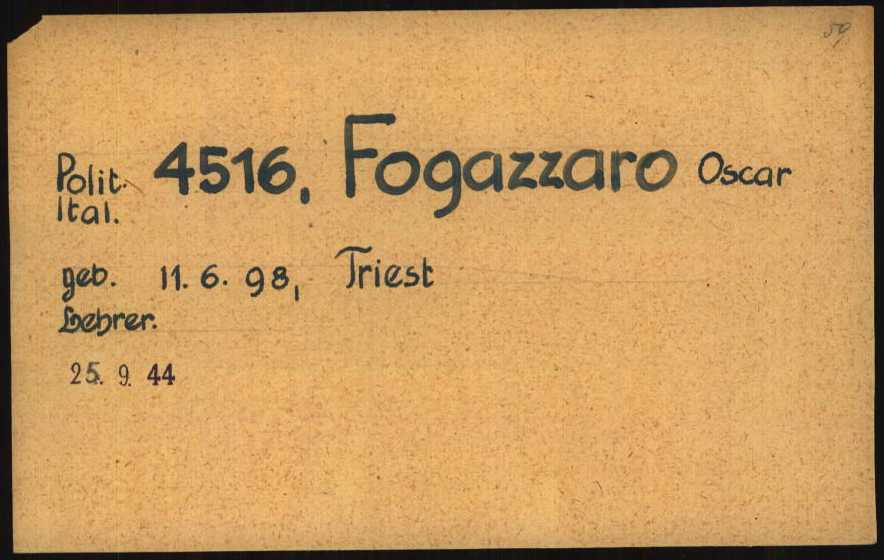 59
Polit. 4516, Fogazzaro Oscar
Ital.
geb. 11. 6. 98, Triest
Lehrer.
25. 9. 44